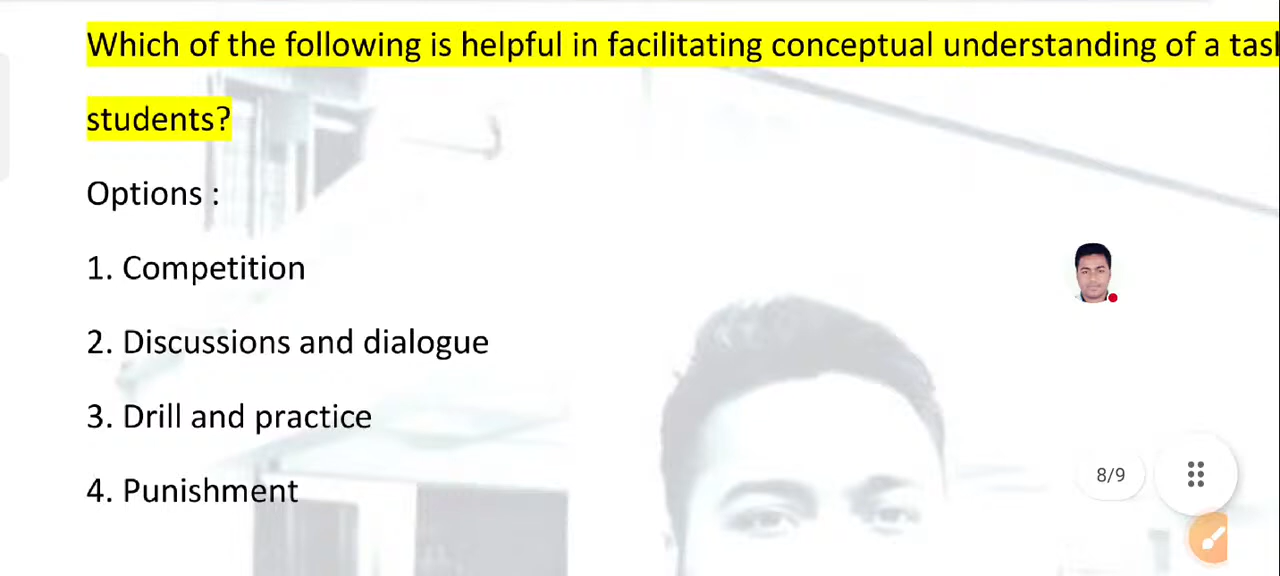 Which of the following is helpful in facilitating conceptual understanding of a
students?
Options :
1. Competition
2. Discussions and dialogue
3. Drill and practice
4. Punishment
8/9